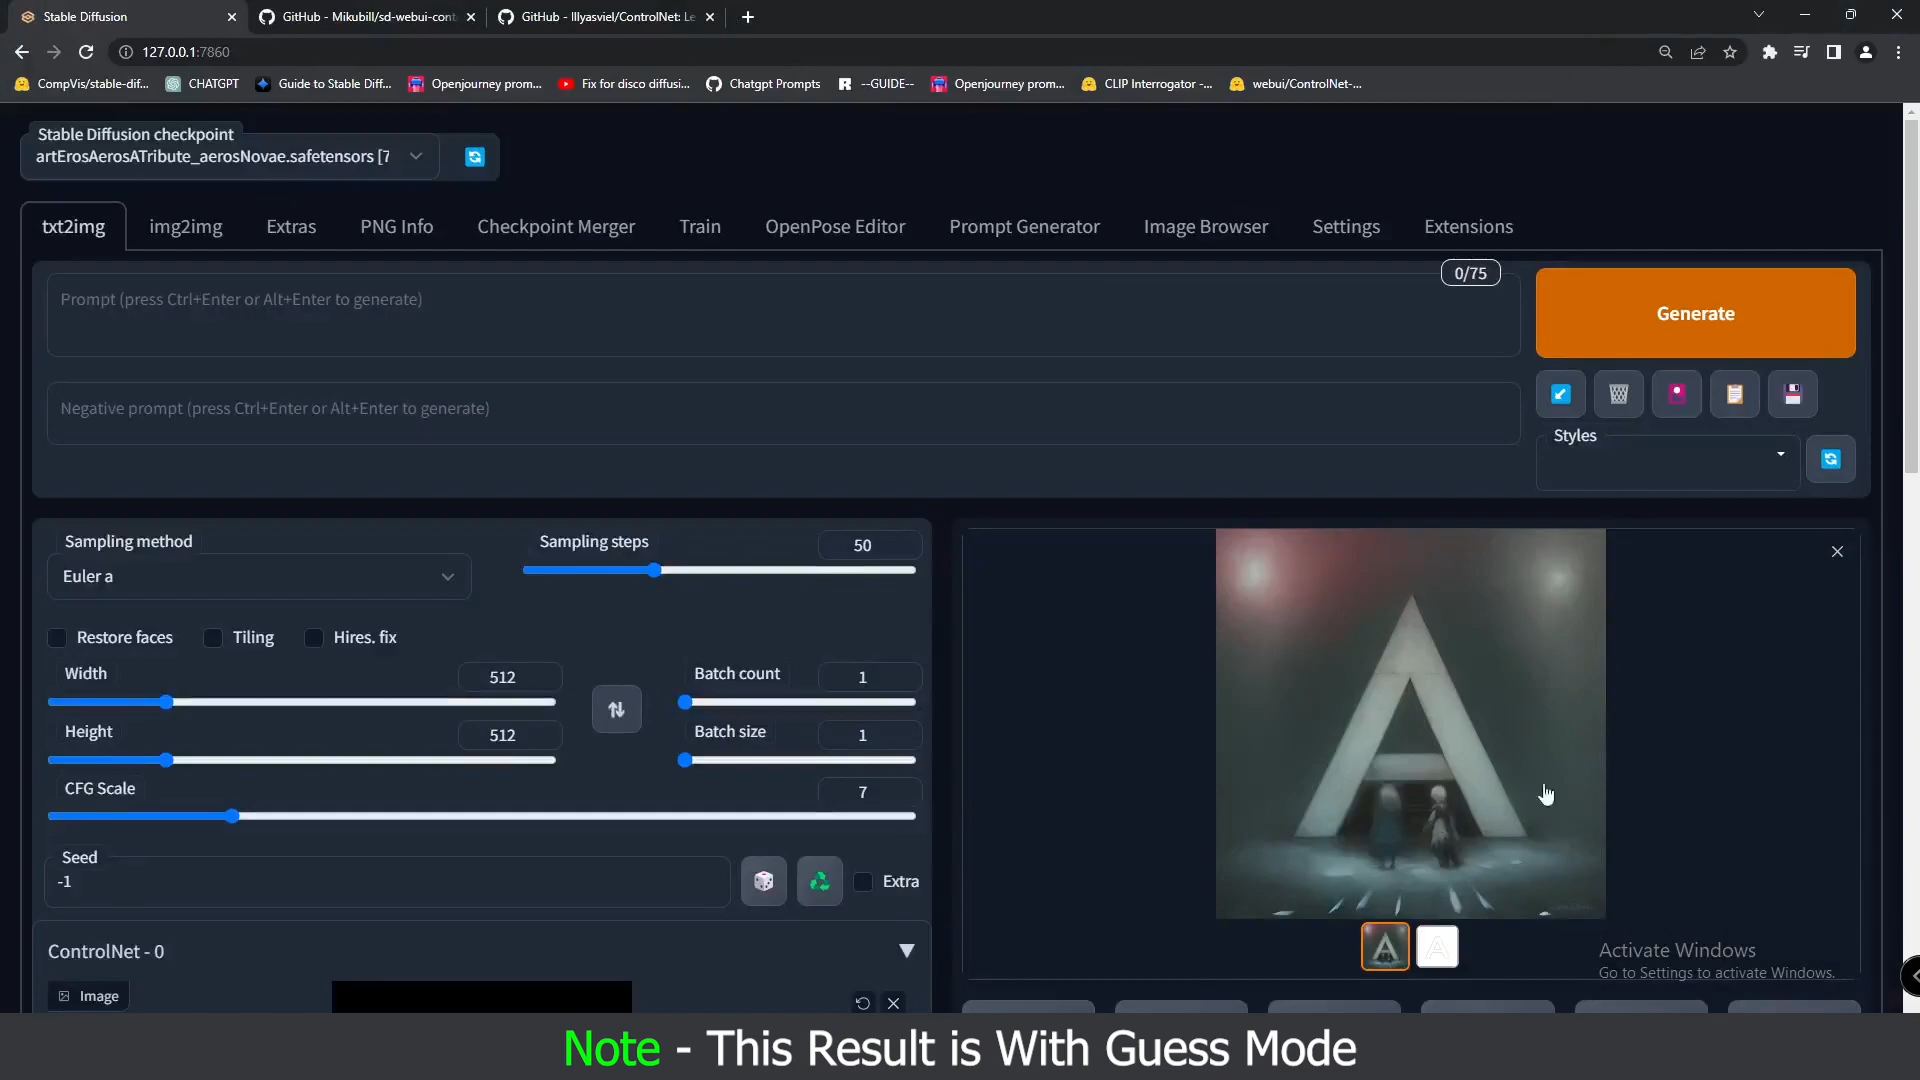 Stable Diffusion
GitHub - Mikubill/sd-webui-cont
GitHub - lllyasviel/ControlNet: Le
127.0.0.1:7860
CompVis/stable-dif...
CHATGPT
Guide to Stable Diff...
Openjourney prom...
Fix for disco diffusi...
Chatgpt Prompts
--GUIDE--
Openjourney prom...
CLIP Interrogator -...
webui/ControlNet-...
Stable Diffusion checkpoint
artErosAerosATribute_aerosNovae.safetensors [7
txt2img
img2img
Extras
PNG Info
Checkpoint Merger
Train
OpenPose Editor
Prompt Generator
Image Browser
Settings
Extensions
Prompt (press Ctrl+Enter or Alt+Enter to generate)
0/75
Generate
Negative prompt (press Ctrl+Enter or Alt+Enter to generate)
Styles
Sampling method
Euler a
Sampling steps
50
Restore faces
Tiling
Hires. fix
Width
512
Height
512
Batch count
1
Batch size
1
CFG Scale
7
Seed
-1
Extra
ControlNet - 0
Image
A
Activate Windows
Go to Settings to activate Windows.
Note - This Result is With Guess Mode